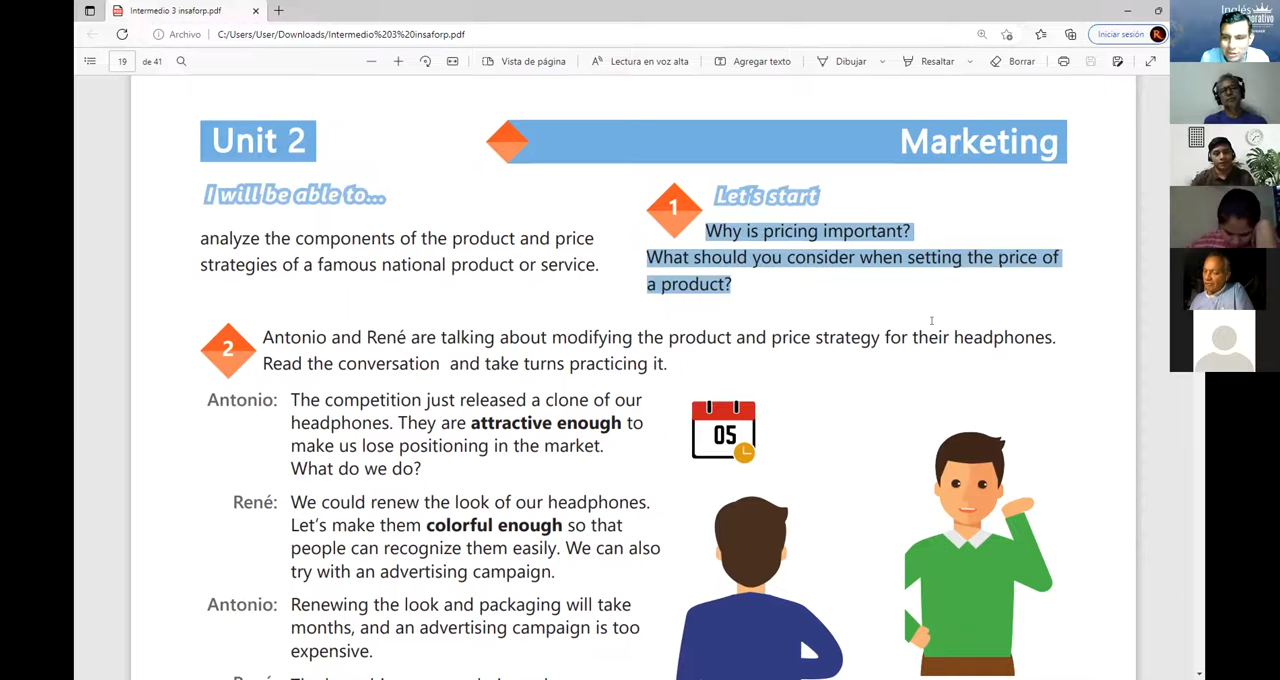 Intermedio 3 insaforp.pdf
Archivo
C:/Users/User/Downloads/Intermedio%203%20insaforp.pdf
Iniciar sesión
R
19 de 41
Vista de página
Lectura en voz alta
Agregar texto
Dibujar
Resaltar
Borrar
Inglés
Unit 2
Marketing
I will be able to...
analyze the components of the product and price
strategies of a famous national product or service.
1
Let's start
Why is pricing important?
What should you consider when setting the price of
a product?
2
Antonio and René are talking about modifying the product and price strategy for their headphones.
Read the conversation and take turns practicing it.
Antonio: The competition just released a clone of our
headphones. They are attractive enough to
make us lose positioning in the market.
What do we do?
René: We could renew the look of our headphones.
Let's make them colorful enough so that
people can recognize them easily. We can also
try with an advertising campaign.
Antonio: Renewing the look and packaging will take
months, and an advertising campaign is too
expensive.
05